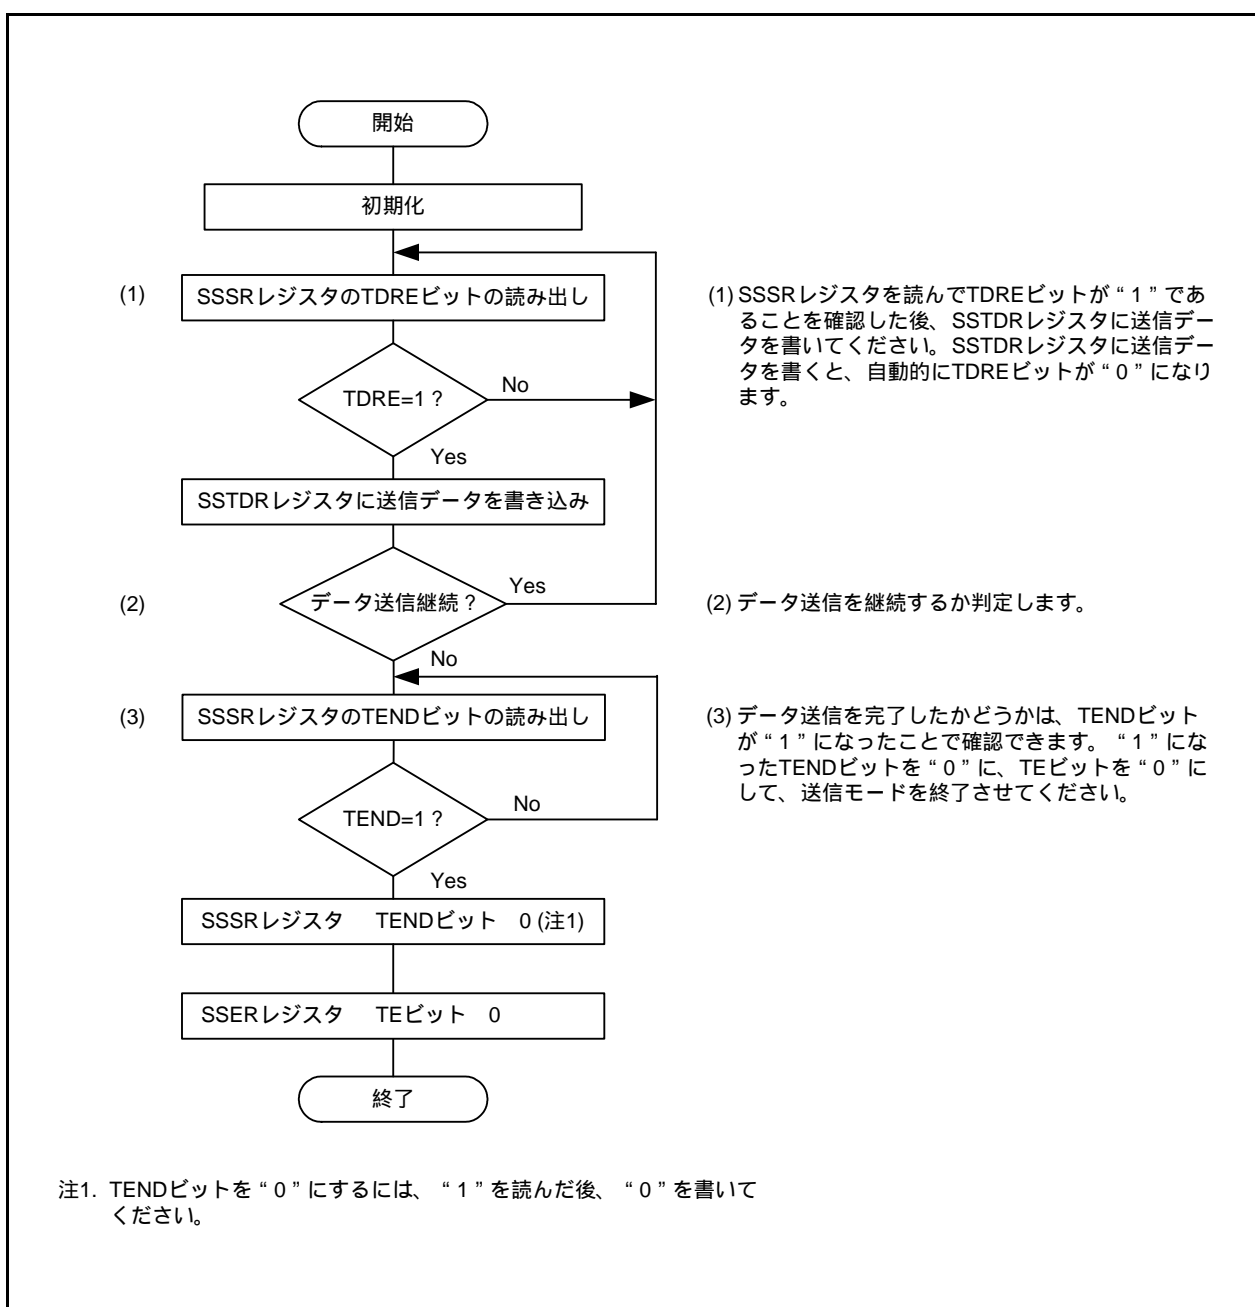 開始
初期化
(1)
SSSRレジスタのTDREビットの読み出し
TDRE=1 ?
No
Yes
SSTDRレジスタに送信データを書き込み
(2)
データ送信継続 ?
Yes
No
(3)
SSSRレジスタのTENDビットの読み出し
TEND=1 ?
No
Yes
SSSRレジスタ TENDビット 0 (注1)
SSERレジスタ TEビット 0
終了
(1) SSSRレジスタを読んでTDREビットが “ 1 ” であ
ることを確認した後、SSTDRレジスタに送信デー
タを書いてください。SSTDRレジスタに送信デー
タを書くと、自動的にTDREビットが “ 0 ” になり
ます。
(2) データ送信を継続するか判定します。
(3) データ送信を完了したかどうかは、TENDビット
が “ 1 ” になったことで確認できます。 “ 1 ” にな
ったTENDビットを “ 0 ” に、TEビットを “ 0 ” に
して、送信モードを終了させてください。
注1. TENDビットを “ 0 ” にするには、 “ 1 ” を読んだ後、 “ 0 ” を書いて
ください。